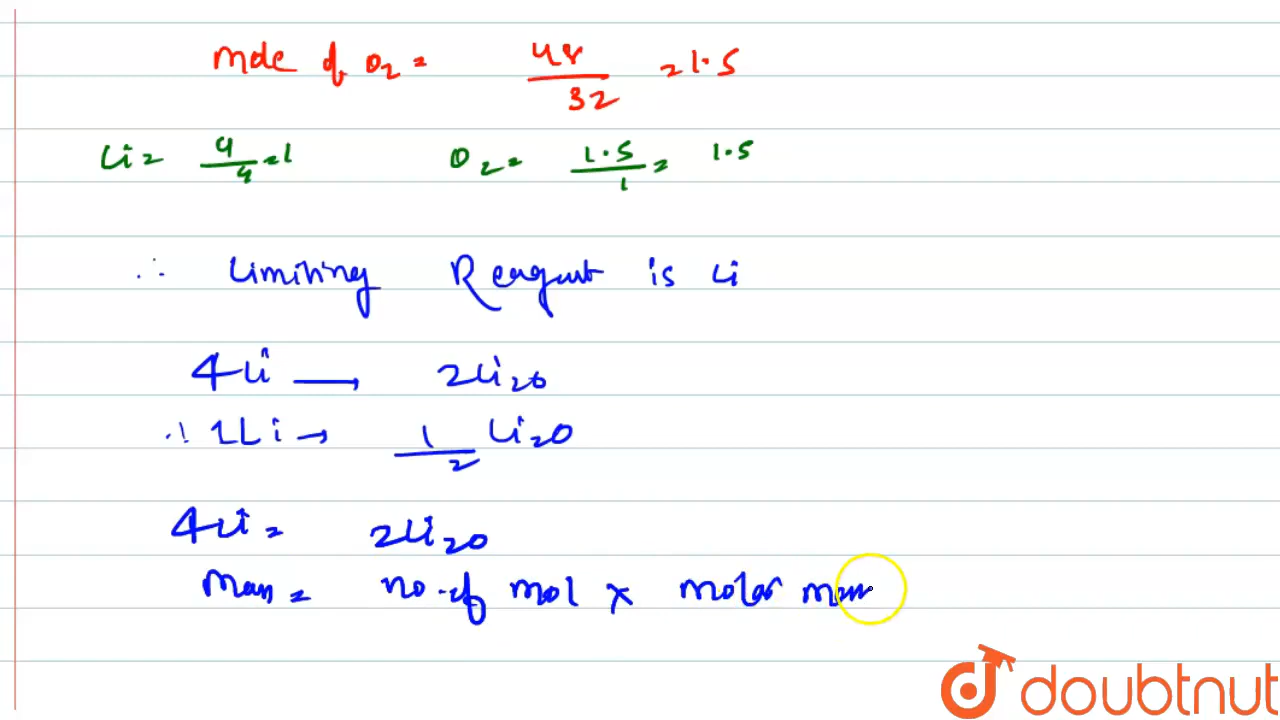 mole of O2 = 48/32 = 1.5
Li = 4/4 = 1 O2 = 1.5/1 = 1.5
∴ Limiting Reagent is Li
4Li → 2Li2O
∴ 1Li → 1/2 Li2O
4Li = 2Li2O
Mass = no. of mol × molar mass
doubtnut